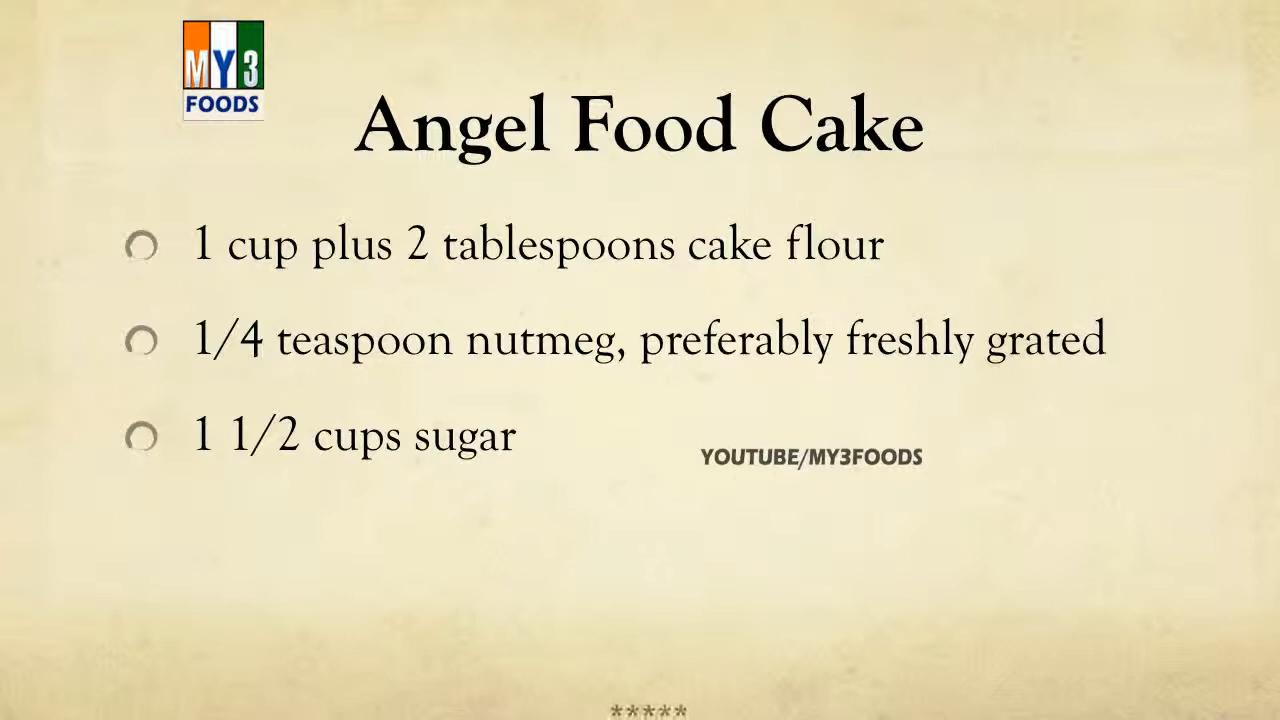 MY3
FOODS
Angel Food Cake
1 cup plus 2 tablespoons cake flour
1/4 teaspoon nutmeg, preferably freshly grated
1 1/2 cups sugar
YOUTUBE/MY3FOODS
*****